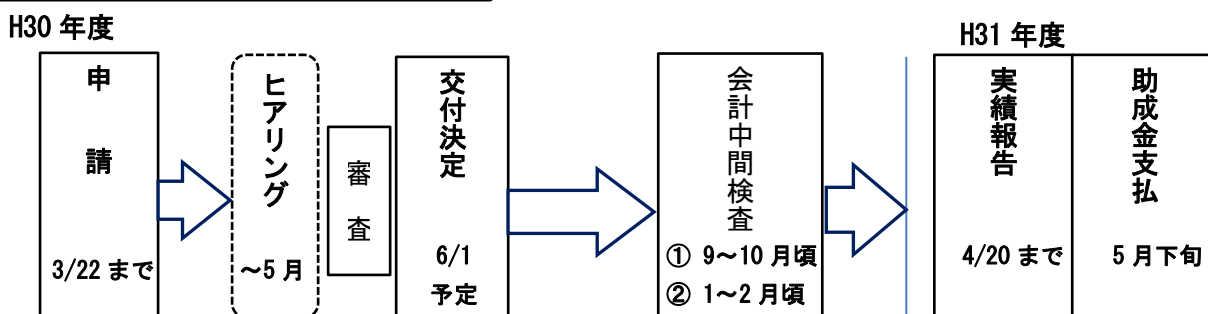 H30 年度
申請
3/22 まで
ヒアリング
～5 月
審査
交付決定
6/1
予定
会計中間検査
① 9～10 月頃
② 1～2 月頃
H31 年度
実績報告
4/20 まで
助成金支払
5 月下旬